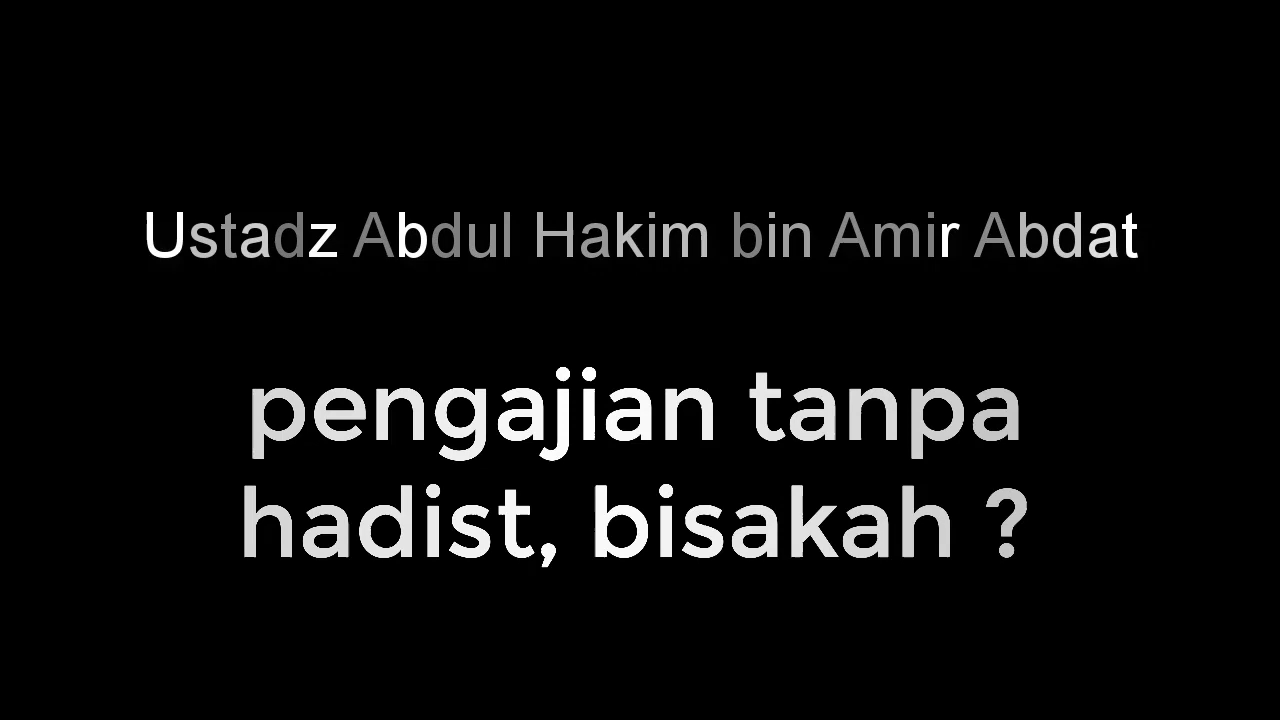 Ustadz Abdul Hakim bin Amir Abdat
pengajian tanpa
hadist, bisakah ?